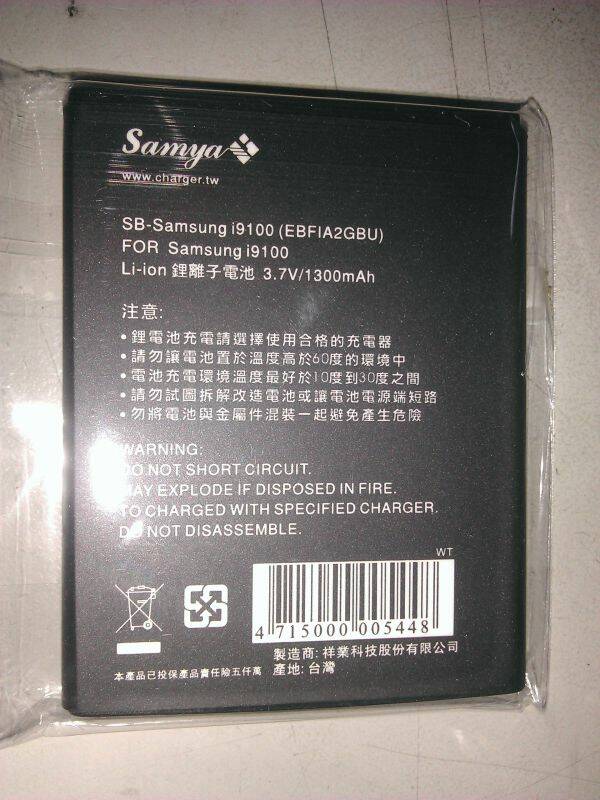 Samya
www.charger.tw
SB-Samsung i9100 (EBFIA2GBU)
FOR Samsung i9100
Li-ion 鋰離子電池 3.7V/1300mAh
注意:
•鋰電池充電請選擇使用合格的充電器
•請勿讓電池置於溫度高於60度的環境中
•電池充電環境溫度最好於10度到30度之間
•請勿試圖拆解改造電池或讓電池電源端短路
•勿將電池與金屬件混裝一起避免產生危險
WARNING:
DO NOT SHORT CIRCUIT.
MAY EXPLODE IF DISPOSED IN FIRE.
TO CHARGED WITH SPECIFIED CHARGER.
DO NOT DISASSEMBLE.
WT
4 715000 005448
製造商: 祥業科技股份有限公司
本產品已投保產品責任險五仟萬 產地: 台灣